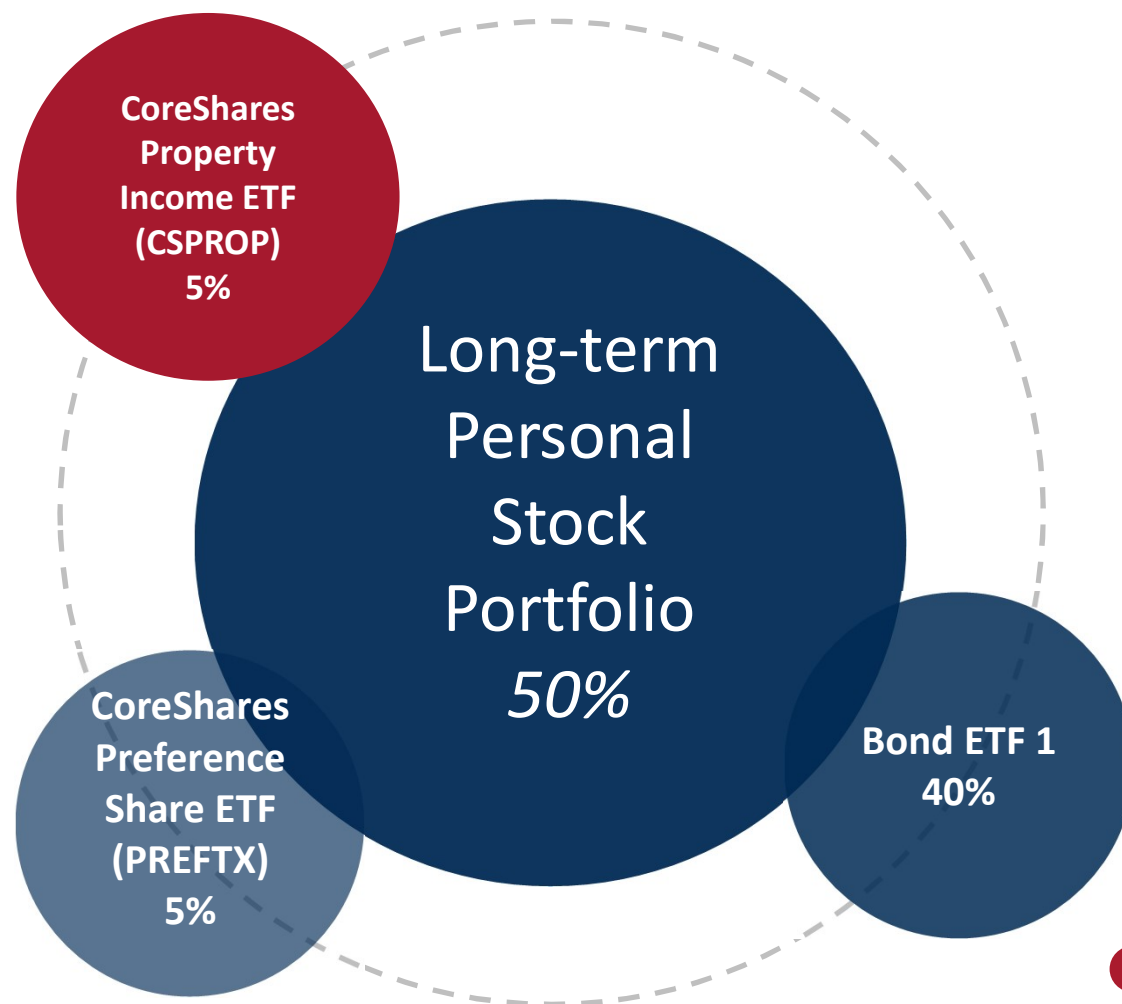 CoreShares
Property
Income ETF
(CSPROP)
5%
Long-term
Personal
Stock
Portfolio
50%
CoreShares
Preference
Share ETF
(PREFTX)
5%
Bond ETF 1
40%